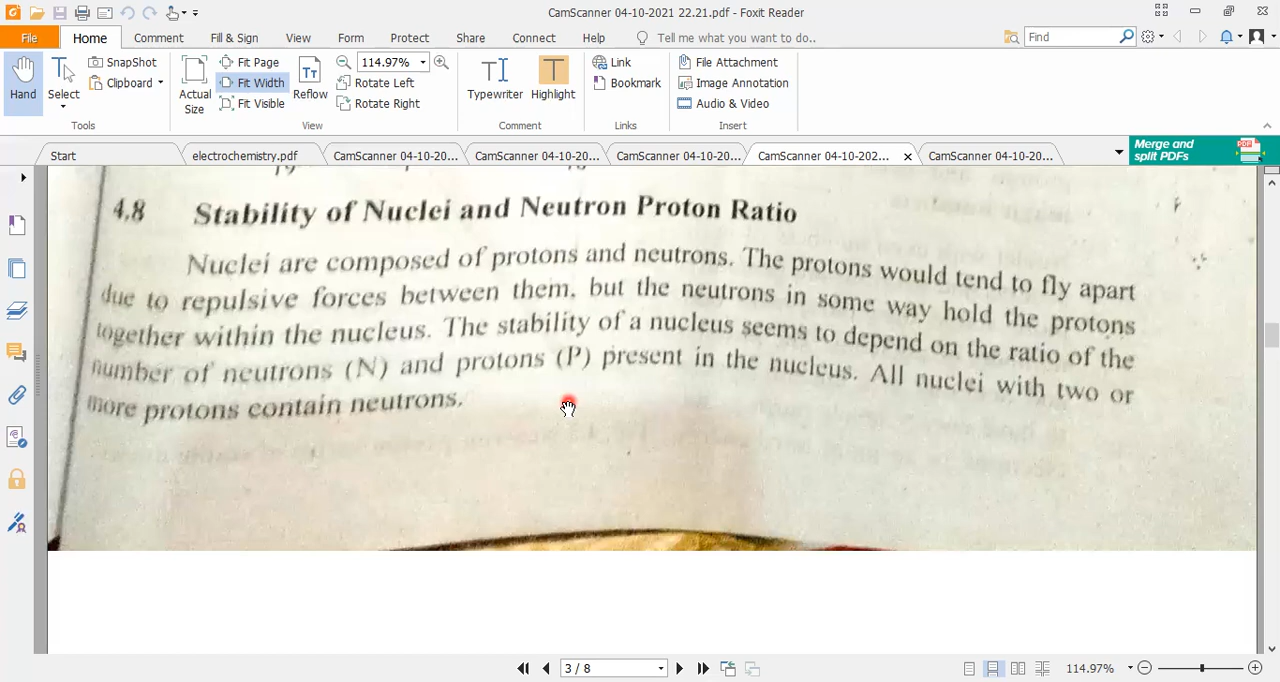 CamScanner 04-10-2021 22.21.pdf - Foxit Reader
File Home Comment Fill & Sign View Form Protect Share Connect Help Tell me what you want to do.. Find
SnapShot Fit Page 114.97% Link File Attachment
Clipboard Fit Width Rotate Left Bookmark Image Annotation
Hand Select Actual Size Fit Visible Reflow Rotate Right Typewriter Highlight Audio & Video
Tools View Comment Links Insert
Start electrochemistry.pdf CamScanner 04-10-20... CamScanner 04-10-20... CamScanner 04-10-20... CamScanner 04-10-202... CamScanner 04-10-20...
Merge and
split PDFs
4.8 Stability of Nuclei and Neutron Proton Ratio
Nuclei are composed of protons and neutrons. The protons would tend to fly apart
due to repulsive forces between them, but the neutrons in some way hold the protons
together within the nucleus. The stability of a nucleus seems to depend on the ratio of the
number of neutrons (N) and protons (P) present in the nucleus. All nuclei with two or
more protons contain neutrons.
3 / 8 114.97%